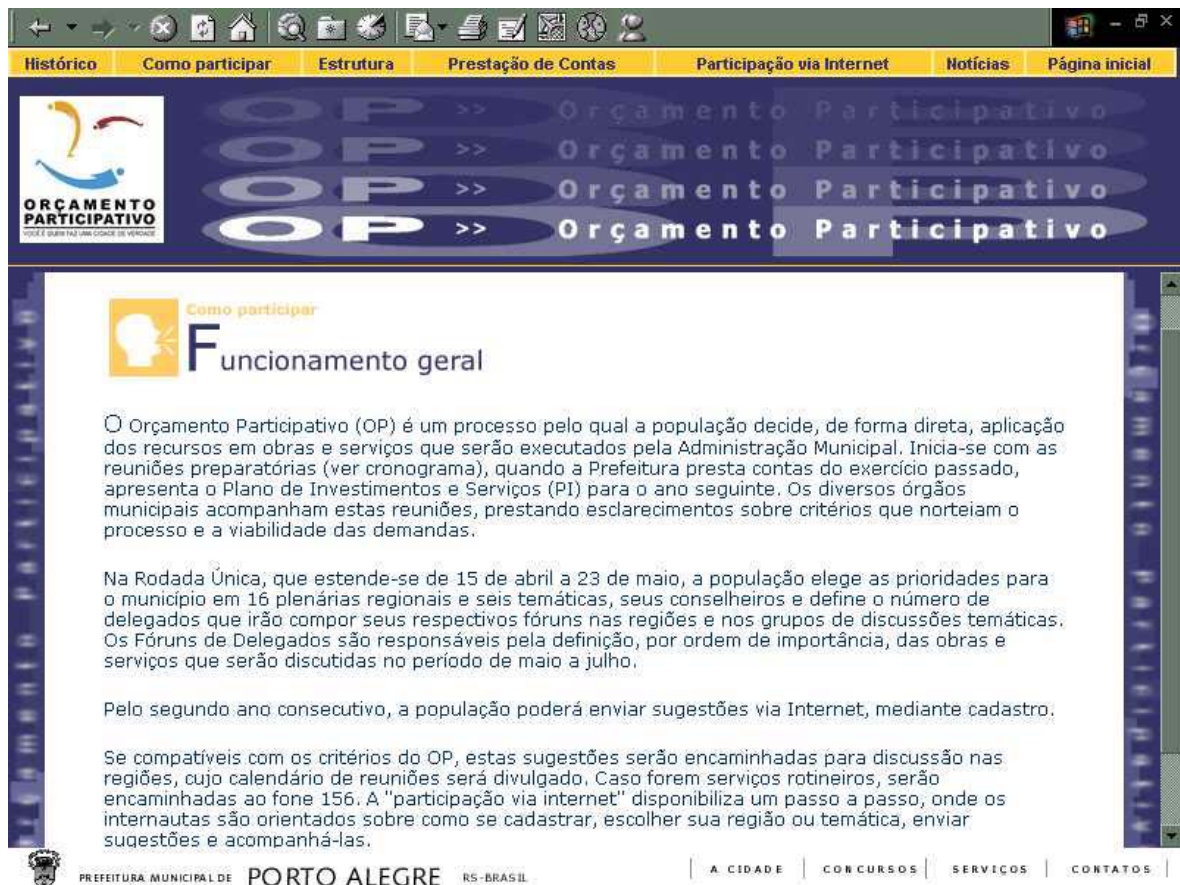 Histórico Como participar Estrutura Prestação de Contas Participação via Internet Notícias Página inicial
OP >> Orçamento Participativo
OP >> Orçamento Participativo
OP >> Orçamento Participativo
OP >> Orçamento Participativo
ORÇAMENTO
PARTICIPATIVO
VOCÊ É QUEM FAZ UMA CIDADE DE VERDADE
Como participar
Funcionamento geral
O Orçamento Participativo (OP) é um processo pelo qual a população decide, de forma direta, aplicação
dos recursos em obras e serviços que serão executados pela Administração Municipal. Inicia-se com as
reuniões preparatórias (ver cronograma), quando a Prefeitura presta contas do exercício passado,
apresenta o Plano de Investimentos e Serviços (PI) para o ano seguinte. Os diversos órgãos
municipais acompanham estas reuniões, prestando esclarecimentos sobre critérios que norteiam o
processo e a viabilidade das demandas.
Na Rodada Única, que estende-se de 15 de abril a 23 de maio, a população elege as prioridades para
o município em 16 plenárias regionais e seis temáticas, seus conselheiros e define o número de
delegados que irão compor seus respectivos fóruns nas regiões e nos grupos de discussões temáticas.
Os Fóruns de Delegados são responsáveis pela definição, por ordem de importância, das obras e
serviços que serão discutidas no período de maio a julho.
Pelo segundo ano consecutivo, a população poderá enviar sugestões via Internet, mediante cadastro.
Se compatíveis com os critérios do OP, estas sugestões serão encaminhadas para discussão nas
regiões, cujo calendário de reuniões será divulgado. Caso forem serviços rotineiros, serão
encaminhadas ao fone 156. A "participação via internet" disponibiliza um passo a passo, onde os
internautas são orientados sobre como se cadastrar, escolher sua região ou temática, enviar
sugestões e acompanhá-las.
PREFEITURA MUNICIPAL DE PORTO ALEGRE RS-BRASIL A CIDADE CONCURSOS SERVIÇOS CONTATOS